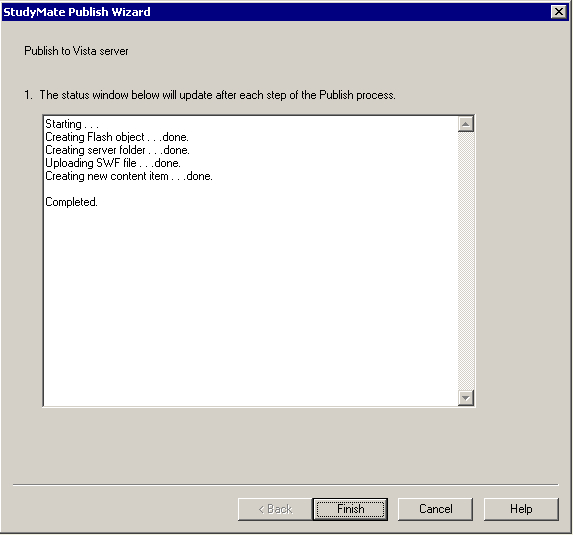 StudyMate Publish Wizard
Publish to Vista server
1. The status window below will update after each step of the Publish process.
Starting . . .
Creating Flash object . . .done.
Creating server folder . . .done.
Uploading SWF file . . .done.
Creating new content item . . .done.
Completed.
< Back Finish Cancel Help